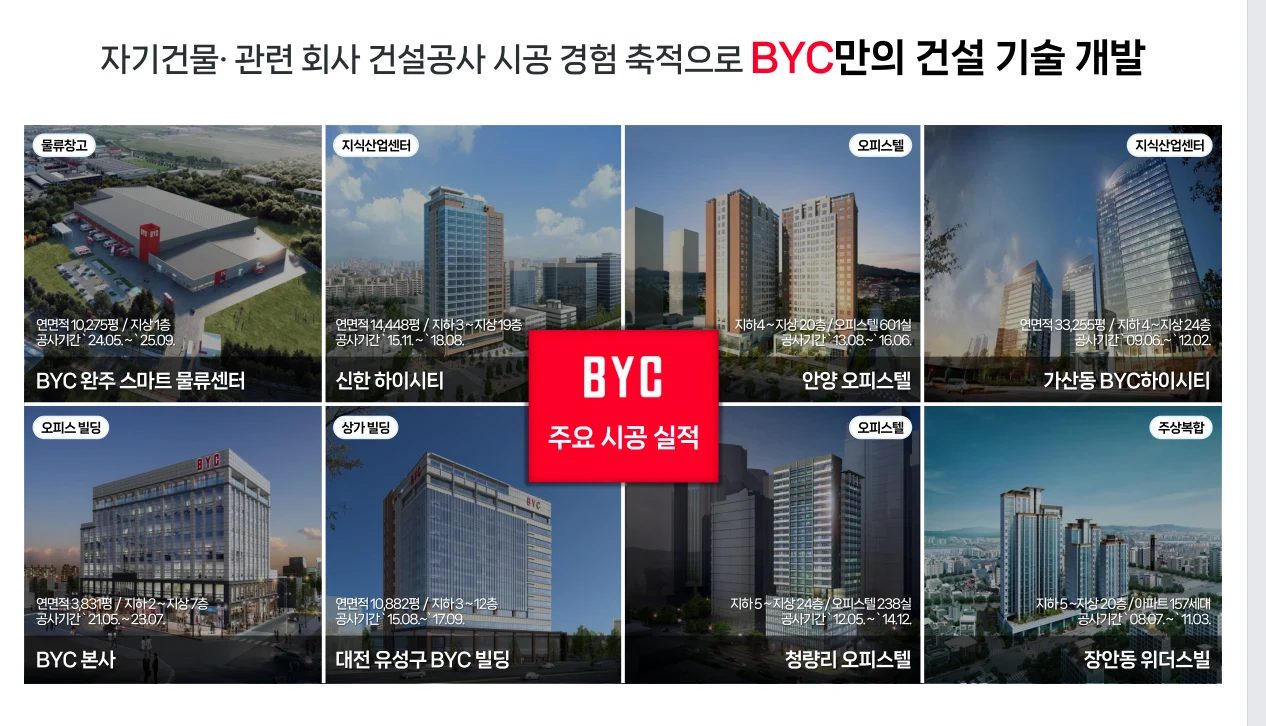 자기건물· 관련 회사 건설공사 시공 경험 축적으로 BYC만의 건설 기술 개발
물류창고
연면적 10,275평 / 지상 1층
공사기간 `24.05.~ `25.09.
BYC 완주 스마트 물류센터
지식산업센터
연면적 14,448평 / 지하 3 ~ 지상 19층
공사기간 `15.11. ~ `18.08.
신한 하이시티
오피스텔
지하4 ~ 지상 20층 / 오피스텔 601실
공사기간 `13.08.~ `16.06.
안양 오피스텔
지식산업센터
연면적 33,255평 / 지하 4 ~ 지상 24층
공사기간 `09.06.~ `12.02.
가산동 BYC하이시티
BYC
주요 시공 실적
오피스 빌딩
BYC
연면적 3,831평 / 지하 2 ~ 지상 7층
공사기간 `21.05. ~ 23.07.
BYC 본사
상가 빌딩
BYC
연면적 10,882평 / 지하 3 ~ 12층
공사기간 `15.08.~ `17.09.
대전 유성구 BYC 빌딩
오피스텔
지하 5 ~ 지상 24층 / 오피스텔 238실
공사기간 `12.05.~ `14.12.
청량리 오피스텔
주상복합
지하 5 ~지상 20층 / 아파트 157세대
공사기간 `08.07.~ `11.03.
장안동 위더스빌